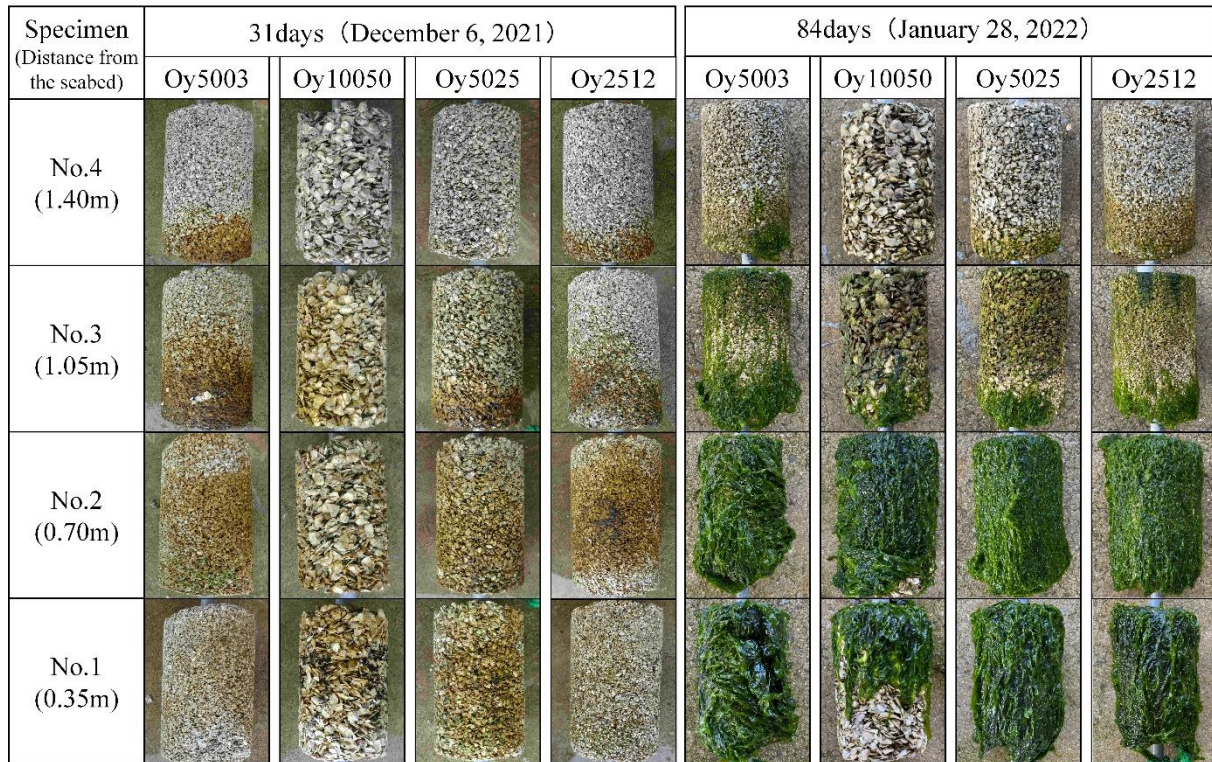 Specimen
(Distance from
the seabed)
31days（December 6, 2021）
84days（January 28, 2022）
Oy5003
Oy10050
Oy5025
Oy2512
Oy5003
Oy10050
Oy5025
Oy2512
No.4
(1.40m)
No.3
(1.05m)
No.2
(0.70m)
No.1
(0.35m)